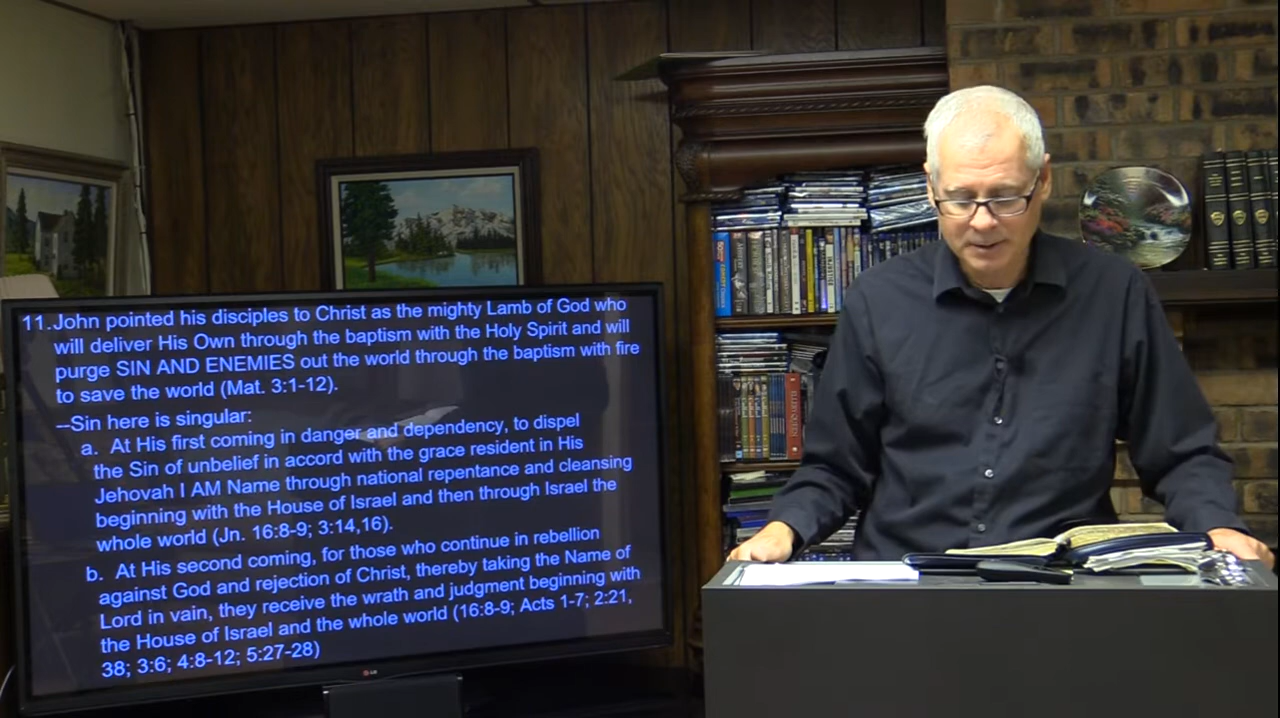 11. John pointed his disciples to Christ as the mighty Lamb of God who
will deliver His Own through the baptism with the Holy Spirit and will
purge SIN AND ENEMIES out the world through the baptism with fire
to save the world (Mat. 3:1-12).
--Sin here is singular:
a. At His first coming in danger and dependency, to dispel
the Sin of unbelief in accord with the grace resident in His
Jehovah I AM Name through national repentance and cleansing
beginning with the House of Israel and then through Israel the
whole world (Jn. 16:8-9; 3:14,16).
b. At His second coming, for those who continue in rebellion
against God and rejection of Christ, thereby taking the Name of
Lord in vain, they receive the wrath and judgment beginning with
the House of Israel and the whole world (16:8-9; Acts 1-7; 2:21,
38; 3:6; 4:8-12; 5:27-28)
LG
ELLERY QUEEN